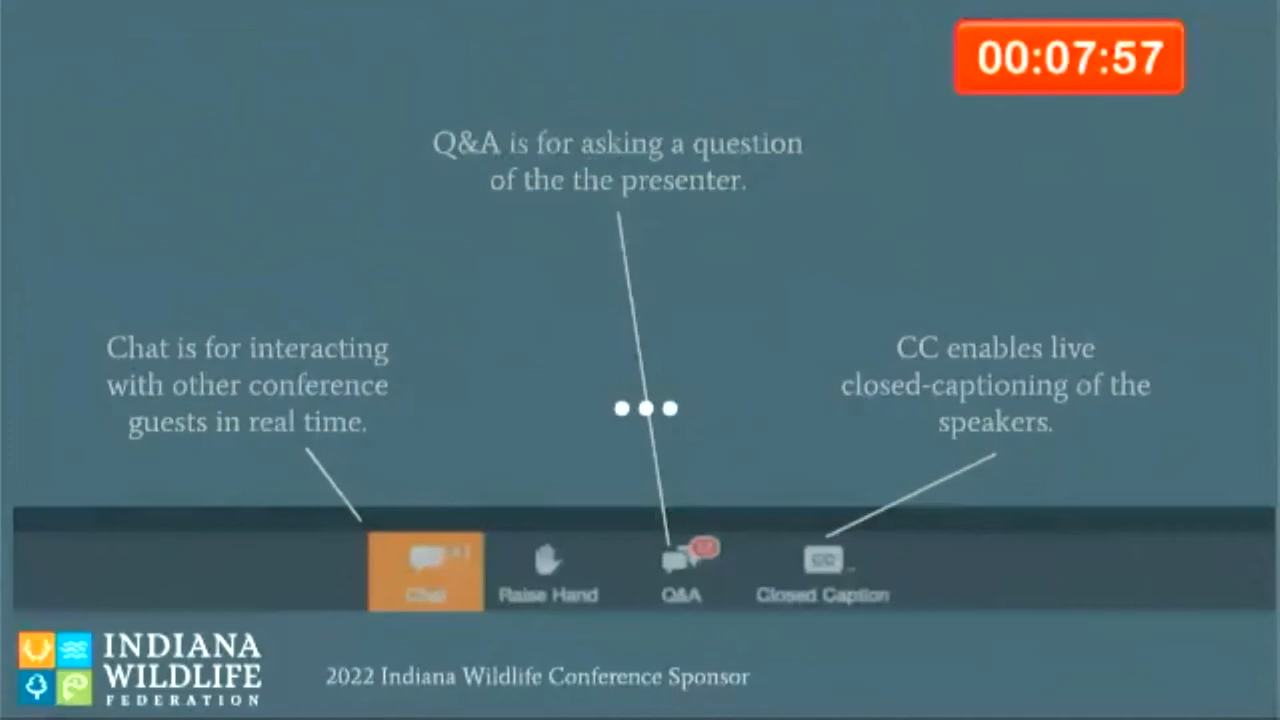 00:07:57
Q&A is for asking a question
of the the presenter.
Chat is for interacting
with other conference
guests in real time.
CC enables live
closed-captioning of the
speakers.
Chat
Raise Hand
Q&A
CC
Closed Caption
INDIANA
WILDLIFE
FEDERATION
2022 Indiana Wildlife Conference Sponsor